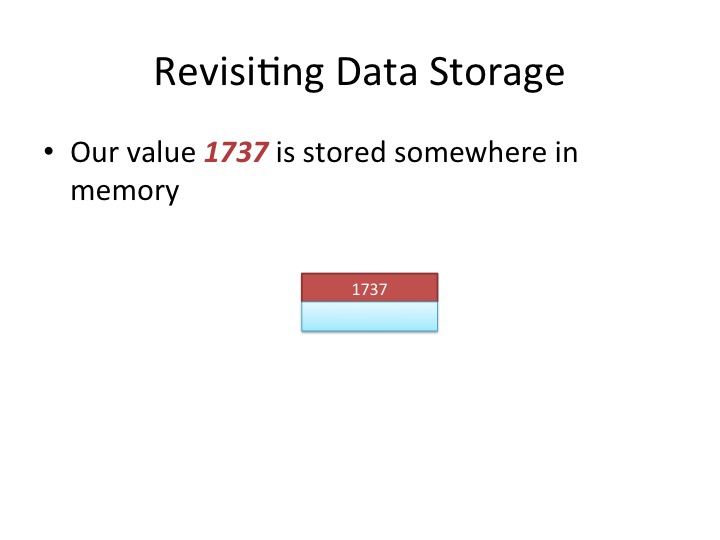 Revisiting Data Storage
• Our value 1737 is stored somewhere in
memory
1737